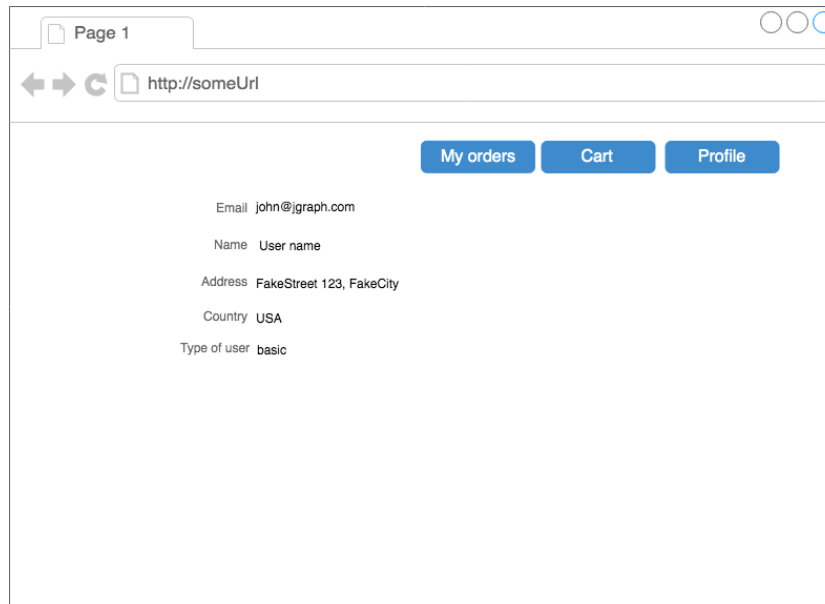 Page 1
http://someUrl
My orders Cart Profile
Email john@jgraph.com
Name User name
Address FakeStreet 123, FakeCity
Country USA
Type of user basic